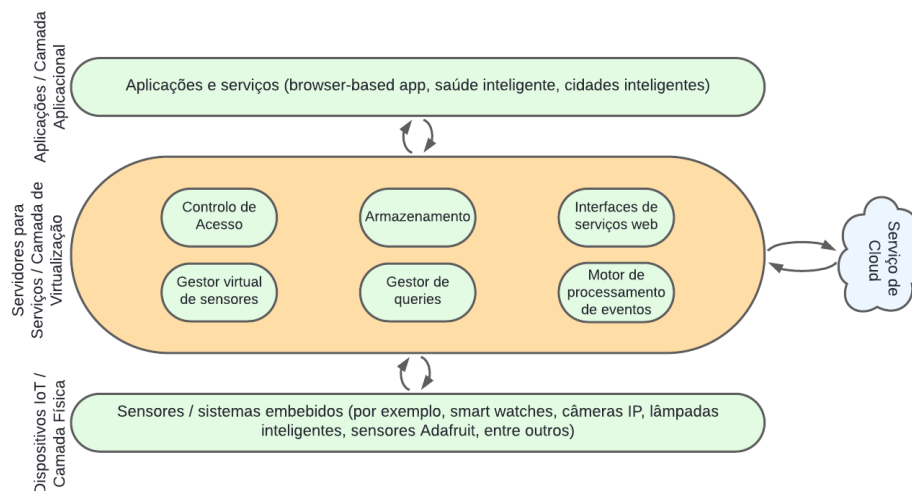 Aplicações / Camada
Aplicacional
Aplicações e serviços (browser-based app, saúde inteligente, cidades inteligentes)
Servidores para
Serviços / Camada de
Virtualização
Controlo de
Acesso
Armazenamento
Interfaces de
serviços web
Gestor virtual
de sensores
Gestor de
queries
Motor de
processamento
de eventos
Serviço de
Cloud
Dispositivos IoT /
Camada Física
Sensores / sistemas embebidos (por exemplo, smart watches, câmeras IP, lâmpadas
inteligentes, sensores Adafruit, entre outros)